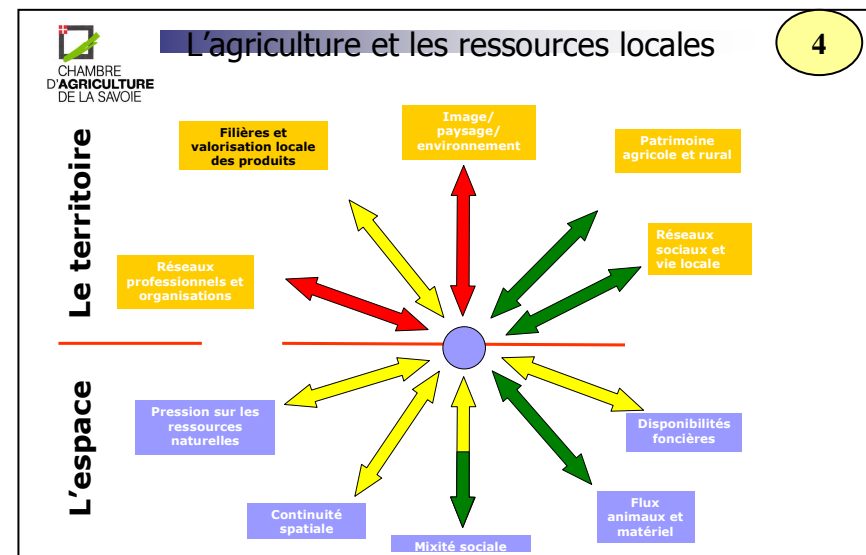 L'agriculture et les ressources locales
4
CHAMBRE
D'AGRICULTURE
DE LA SAVOIE
Le territoire
Filières et
valorisation locale
des produits
Image/
paysage/
environnement
Patrimoine
agricole et rural
Réseaux
sociaux et
vie locale
Réseaux
professionnels et
organisations
L'espace
Pression sur les
ressources
naturelles
Disponibilités
foncières
Continuité
spatiale
Flux
animaux et
matériel
Mixité sociale